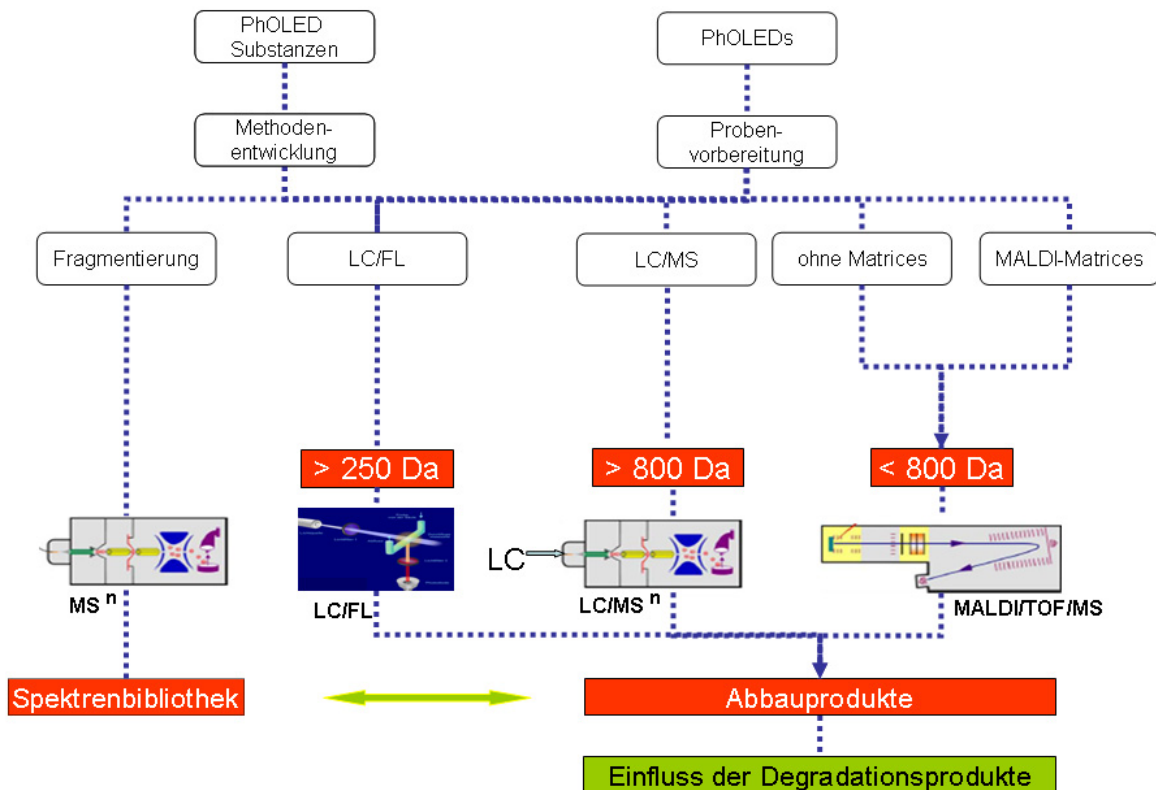 PhOLED
Substanzen
PhOLEDs
Methoden-
entwicklung
Proben-
vorbereitung
Fragmentierung
LC/FL
LC/MS
ohne Matrices
MALDI-Matrices
> 250 Da
> 800 Da
< 800 Da
LC
MS n
LC/FL
LC/MS n
MALDI/TOF/MS
Spektrenbibliothek
Abbauprodukte
Einfluss der Degradationsprodukte